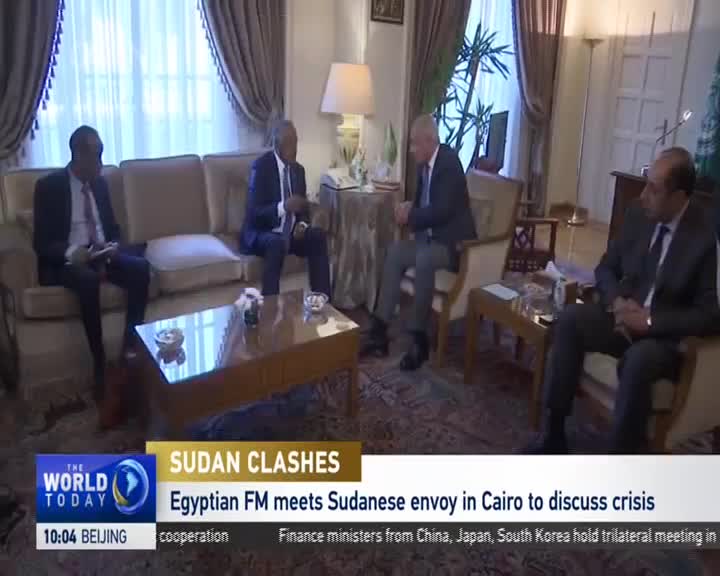 SUDAN CLASHES
THE
WORLD
TODAY
Egyptian FM meets Sudanese envoy in Cairo to discuss crisis
10:04 BEIJING
cooperation
Finance ministers from China, Japan, South Korea hold trilateral meeting in